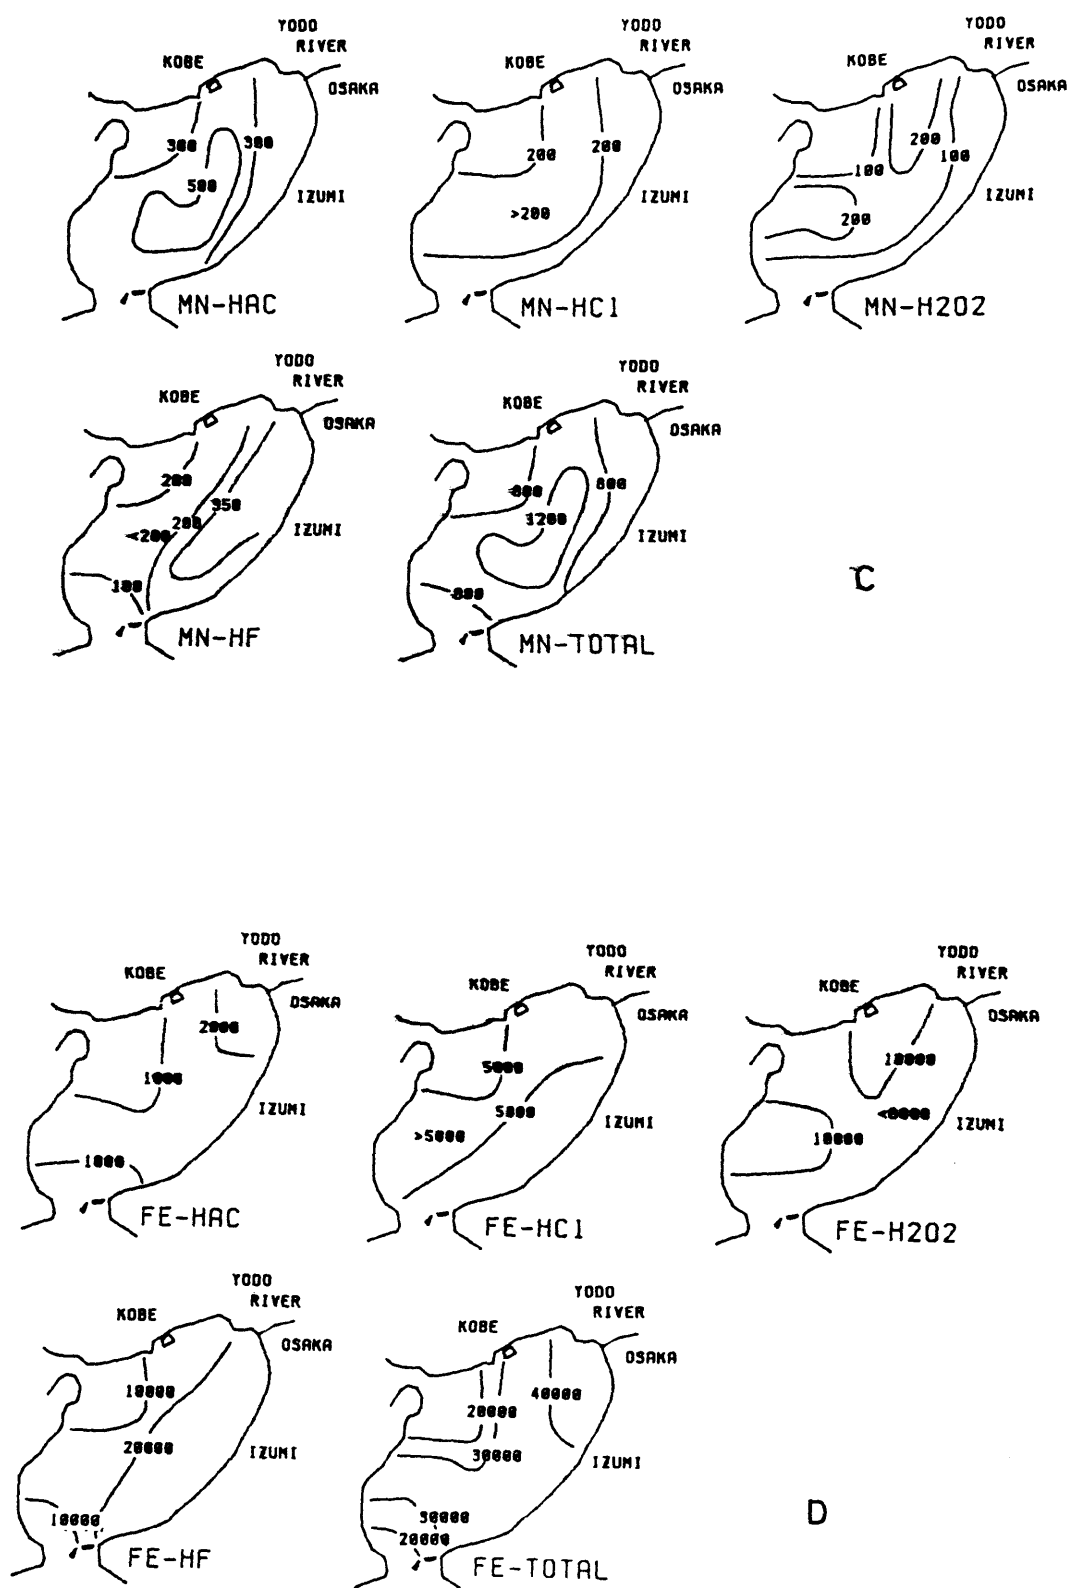 YODO
RIVER
KOBE
OSAKA
300
300
500
IZUMI
MN-HAC
YODO
RIVER
KOBE
OSAKA
200
200
>200
IZUMI
MN-HCl
YODO
RIVER
KOBE
OSAKA
200
100
100
200
IZUMI
MN-H2O2
YODO
RIVER
KOBE
OSAKA
200
350
200
<200
IZUMI
100
MN-HF
YODO
RIVER
KOBE
OSAKA
800
800
1200
IZUMI
800
MN-TOTAL
C
YODO
RIVER
KOBE
OSAKA
2000
1000
IZUMI
1000
FE-HAC
YODO
RIVER
KOBE
OSAKA
5000
5000
>5000
IZUMI
FE-HCl
YODO
RIVER
KOBE
OSAKA
10000
IZUMI
10000
FE-H2O2
YODO
RIVER
KOBE
OSAKA
10000
20000
IZUMI
10000
FE-HF
YODO
RIVER
KOBE
OSAKA
40000
20000
30000
IZUMI
30000
20000
FE-TOTAL
D